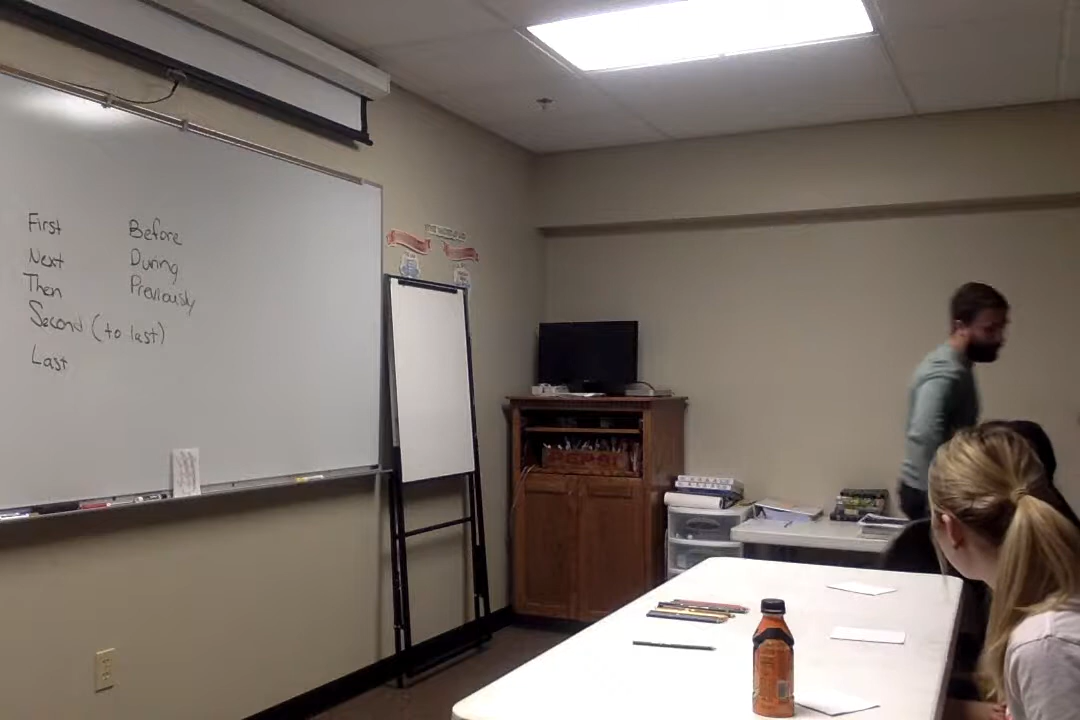 First
Next
Then
Second (to last)
Last
Before
During
Previously